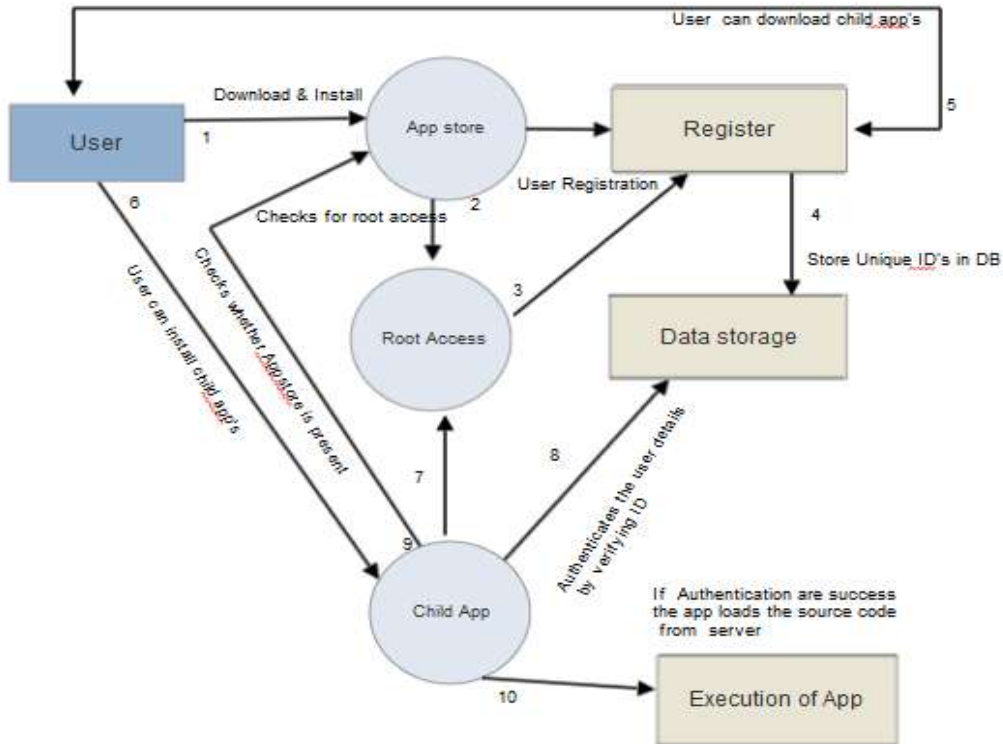 User can download child app's
Download & Install
1
App store
Register
5
User
User Registration
6
2
Checks for root access
4
Store Unique ID's in DB
3
User can install child app's
Checks whether Appstore is present
Root Access
Data storage
7
8
9
Authenticates the user details
by verifying ID
Child App
If Authentication are success
the app loads the source code
from server
10
Execution of App